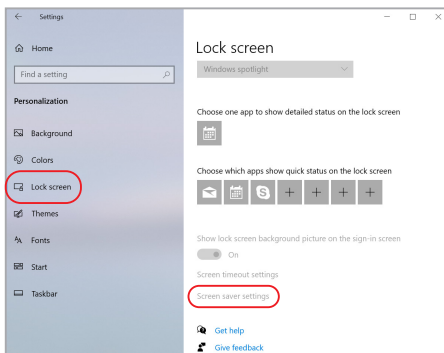 Settings
Home
Find a setting
Personalization
Background
Colors
Lock screen
Themes
Fonts
Start
Taskbar
Lock screen
Windows spotlight
Choose one app to show detailed status on the lock screen
Choose which apps show quick status on the lock screen
Show lock screen background picture on the sign-in screen
On
Screen timeout settings
Screen saver settings
Get help
Give feedback